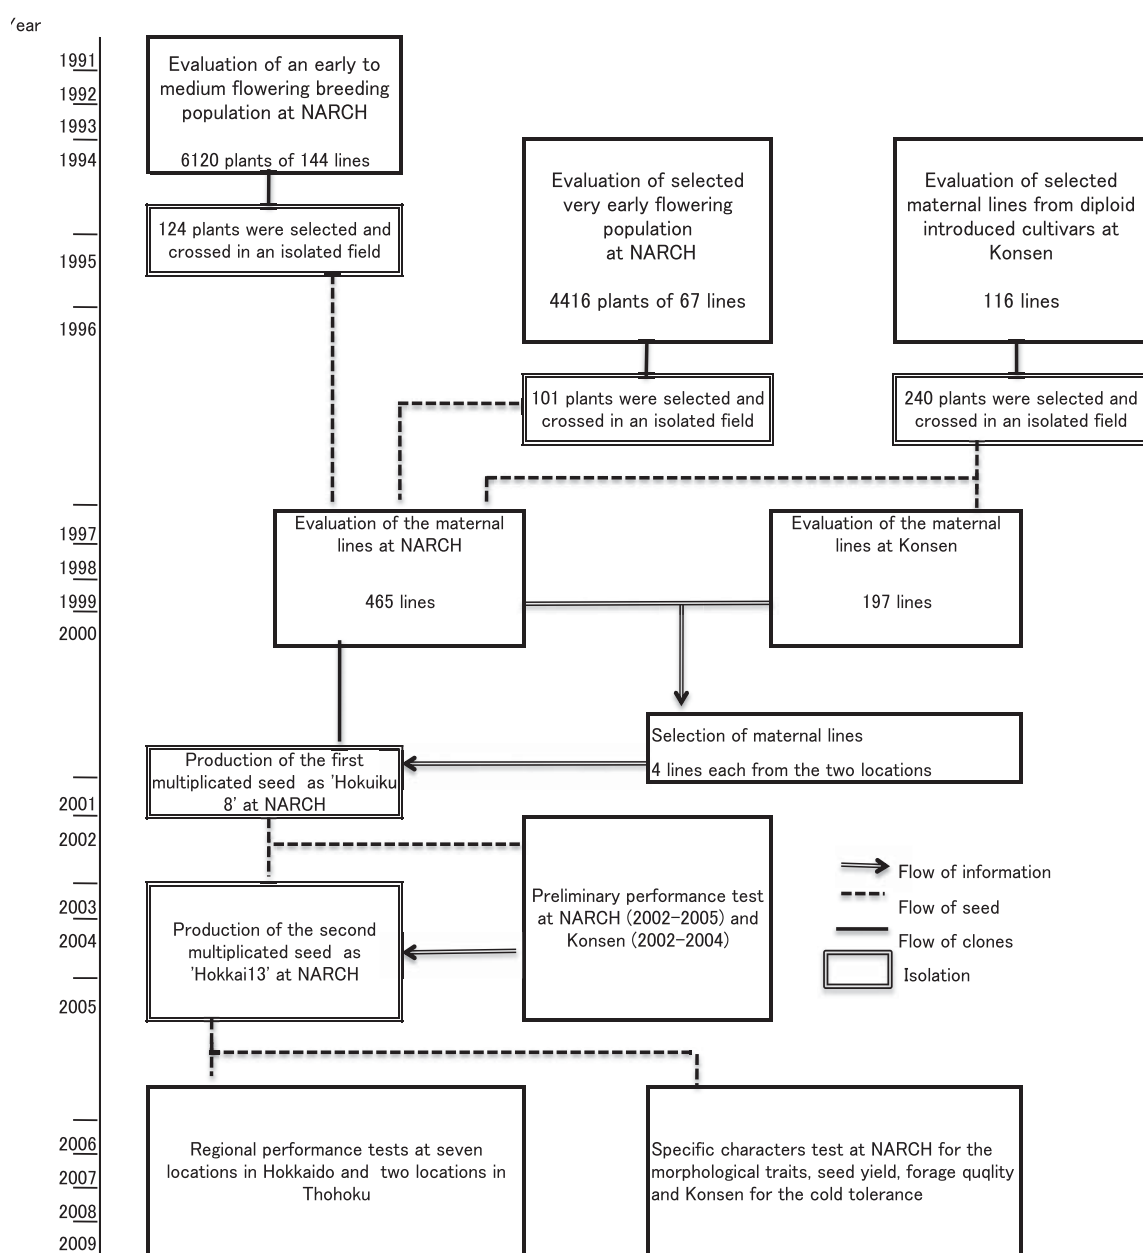 Year
1991
1992
1993
1994
1995
1996
1997
1998
1999
2000
2001
2002
2003
2004
2005
2006
2007
2008
2009
Evaluation of an early to
medium flowering breeding
population at NARCH
6120 plants of 144 lines
124 plants were selected and
crossed in an isolated field
Evaluation of selected
very early flowering
population
at NARCH
4416 plants of 67 lines
101 plants were selected and
crossed in an isolated field
Evaluation of selected
maternal lines from diploid
introduced cultivars at
Konsen
116 lines
240 plants were selected and
crossed in an isolated field
Evaluation of the maternal
lines at NARCH
465 lines
Evaluation of the maternal
lines at Konsen
197 lines
Selection of maternal lines
4 lines each from the two locations
Production of the first
multiplicated seed as 'Hokuiku
8' at NARCH
Preliminary performance test
at NARCH (2002-2005) and
Konsen (2002-2004)
Production of the second
multiplicated seed as
'Hokkai13' at NARCH
Flow of information
Flow of seed
Flow of clones
Isolation
Regional performance tests at seven
locations in Hokkaido and two locations in
Thohoku
Specific characters test at NARCH for the
morphological traits, seed yield, forage quqlity
and Konsen for the cold tolerance